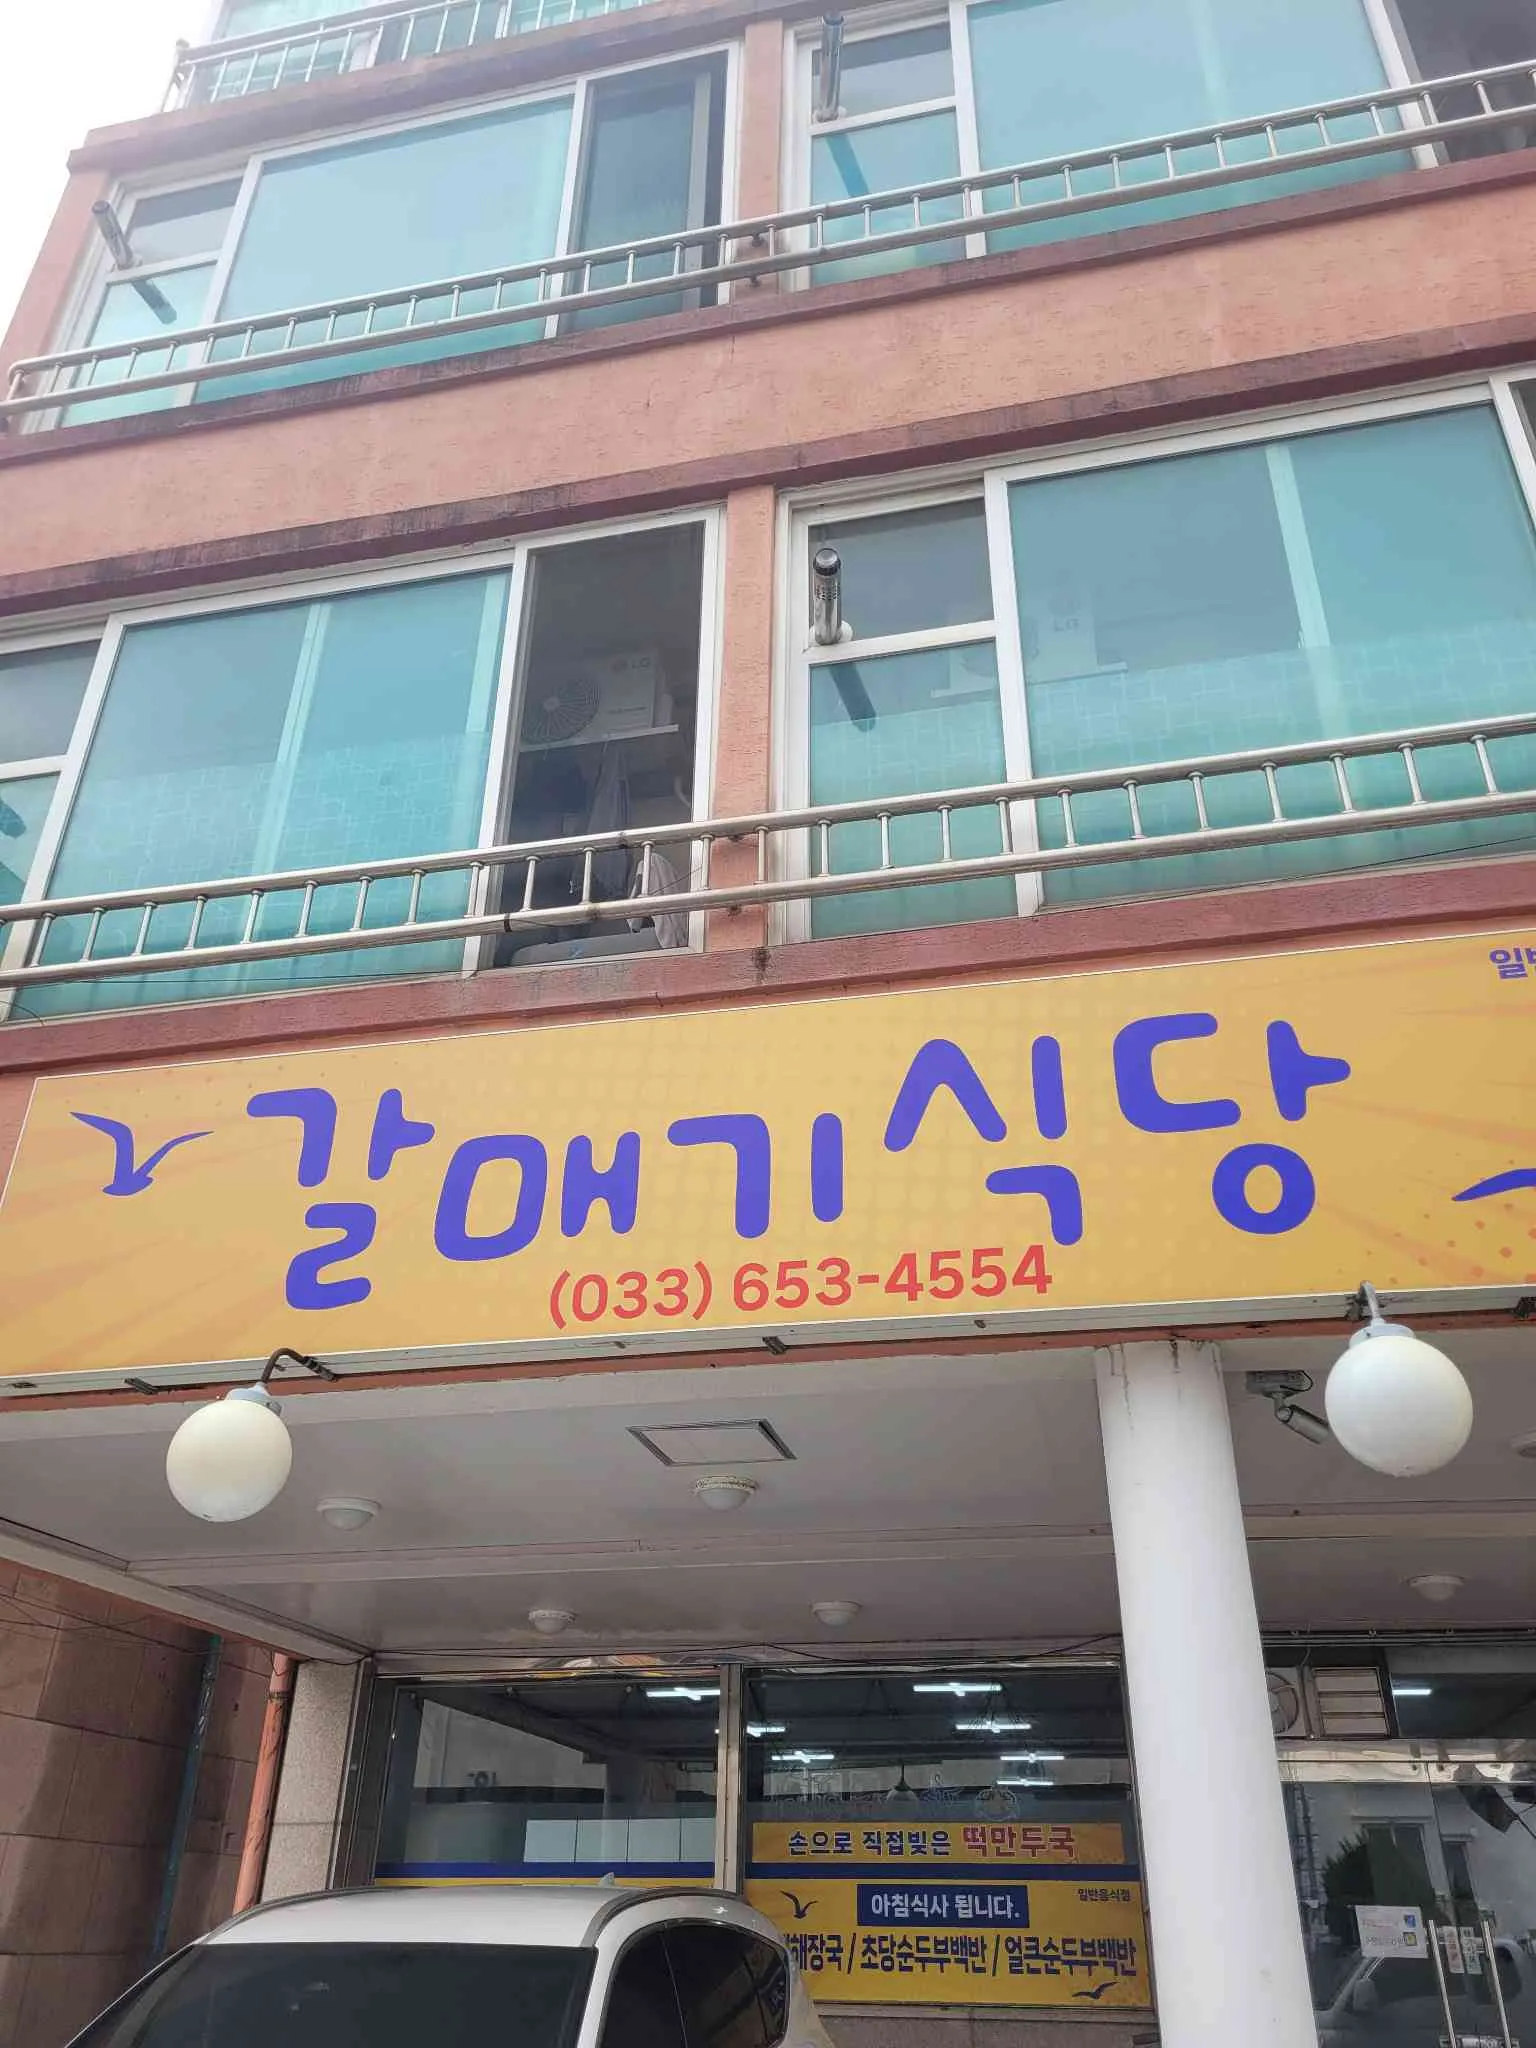 LG
LG
갈매기식당
(033) 653-4554
손으로 직접빚은 떡만두국
아침식사 됩니다.
일반음식점
해장국 / 초당순두부백반 / 얼큰순두부백반